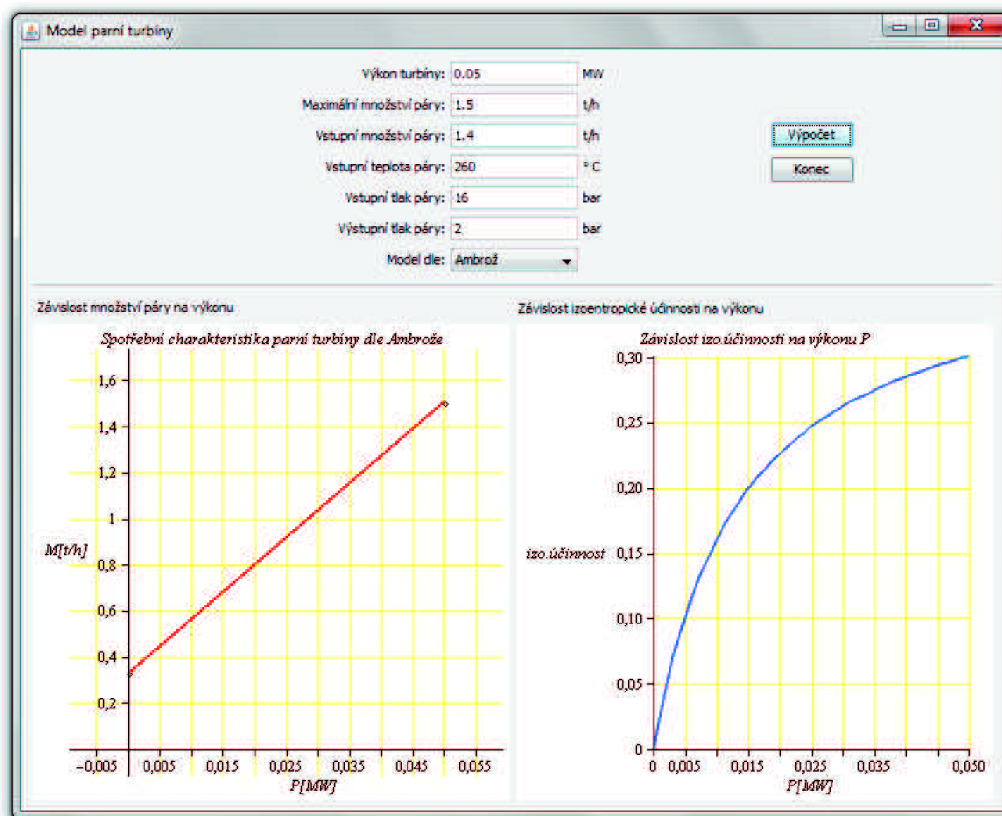 Model parní turbíny
Výkon turbíny: 0.05 MW
Maximální množství páry: 1.5 t/h
Vstupní množství páry: 1.4 t/h
Výpočet
Vstupní teplota páry: 260 ° C
Konec
Vstupní tlak páry: 16 bar
Výstupní tlak páry: 2 bar
Model dle: Ambrož
Závislost množství páry na výkonu
Spotřební charakteristika parní turbíny dle Ambrože
1,6
1,4
1,2
1
M[t/h]
0,8
0,6
0,4
0,2
−0,005 0,005 0,015 0,025 0,035 0,045 0,055
P[MW]
Závislost izoentropické účinnosti na výkonu
Závislost izo.účinnosti na výkonu P
0,30
0,25
0,20
izo.účinnost 0,15
0,10
0,05
0
0 0,005 0,015 0,025 0,035 0,050
P[MW]